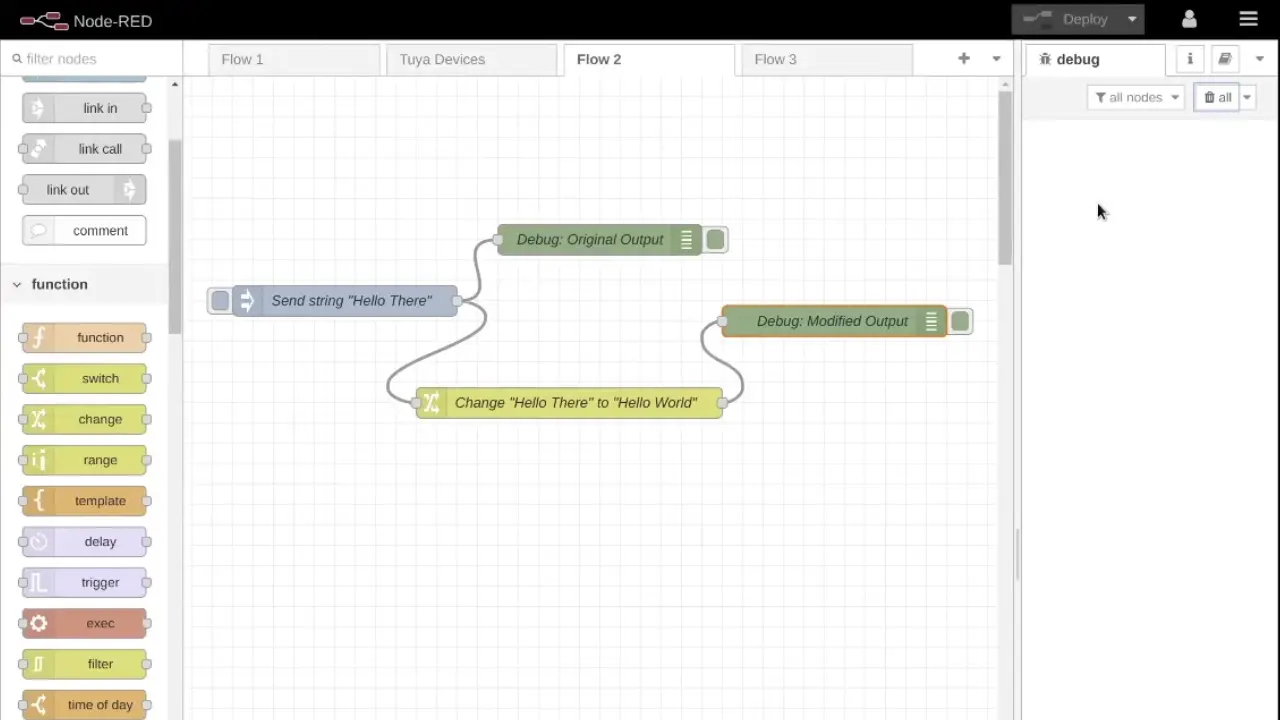 Node-RED
Deploy
filter nodes
Flow 1
Tuya Devices
Flow 2
Flow 3
debug
i
all nodes
all
link in
link call
link out
comment
function
function
switch
change
range
template
delay
trigger
exec
filter
time of day
Debug: Original Output
Send string "Hello There"
Debug: Modified Output
Change "Hello There" to "Hello World"